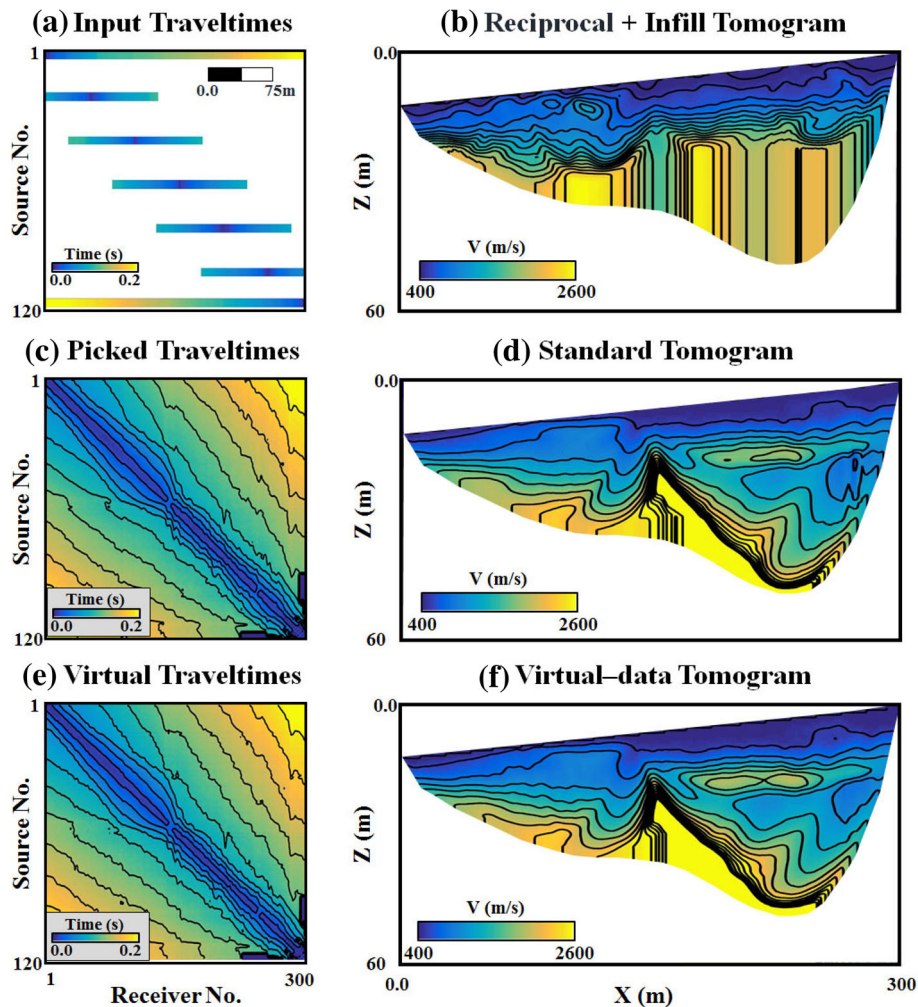 (a) Input Traveltimes
1
0.0
75m
Source No.
Time (s)
0.0 0.2
120
(b) Reciprocal + Infill Tomogram
0.0
Z (m)
V (m/s)
400 2600
60
(c) Picked Traveltimes
1
Source No.
Time (s)
0.0 0.2
120
(d) Standard Tomogram
0.0
Z (m)
V (m/s)
400 2600
60
(e) Virtual Traveltimes
1
Source No.
Time (s)
0.0 0.2
120
1 300
Receiver No.
(f) Virtual–data Tomogram
0.0
Z (m)
V (m/s)
400 2600
60
0.0 300
X (m)